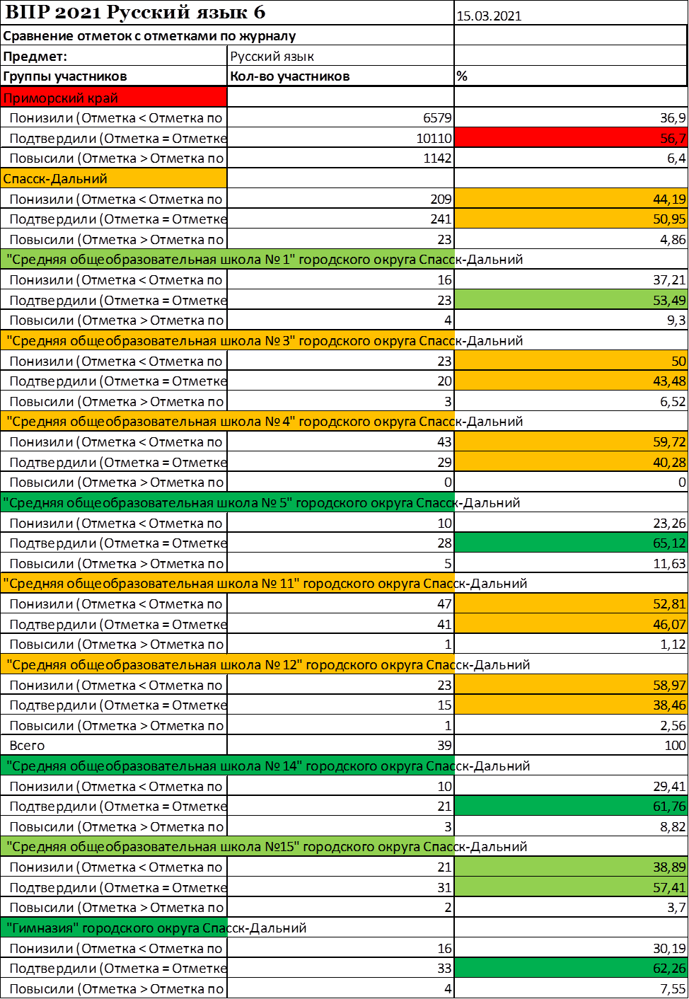 ВПР 2021 Русский язык 6 15.03.2021
Сравнение отметок с отметками по журналу
Предмет: Русский язык
Группы участников Кол-во участников %
Приморский край
Понизили (Отметка < Отметка по 6579 36,9
Подтвердили (Отметка = Отметке 10110 56,7
Повысили (Отметка > Отметка по 1142 6,4
Спасск-Дальний
Понизили (Отметка < Отметка по 209 44,19
Подтвердили (Отметка = Отметке 241 50,95
Повысили (Отметка > Отметка по 23 4,86
"Средняя общеобразовательная школа № 1" городского округа Спасск-Дальний
Понизили (Отметка < Отметка по 16 37,21
Подтвердили (Отметка = Отметке 23 53,49
Повысили (Отметка > Отметка по 4 9,3
"Средняя общеобразовательная школа № 3" городского округа Спасск-Дальний
Понизили (Отметка < Отметка по 23 50
Подтвердили (Отметка = Отметке 20 43,48
Повысили (Отметка > Отметка по 3 6,52
"Средняя общеобразовательная школа № 4" городского округа Спасск-Дальний
Понизили (Отметка < Отметка по 43 59,72
Подтвердили (Отметка = Отметке 29 40,28
Повысили (Отметка > Отметка по 0 0
"Средняя общеобразовательная школа № 5" городского округа Спасск-Дальний
Понизили (Отметка < Отметка по 10 23,26
Подтвердили (Отметка = Отметке 28 65,12
Повысили (Отметка > Отметка по 5 11,63
"Средняя общеобразовательная школа № 11" городского округа Спасск-Дальний
Понизили (Отметка < Отметка по 47 52,81
Подтвердили (Отметка = Отметке 41 46,07
Повысили (Отметка > Отметка по 1 1,12
"Средняя общеобразовательная школа № 12" городского округа Спасск-Дальний
Понизили (Отметка < Отметка по 23 58,97
Подтвердили (Отметка = Отметке 15 38,46
Повысили (Отметка > Отметка по 1 2,56
Всего 39 100
"Средняя общеобразовательная школа № 14" городского округа Спасск-Дальний
Понизили (Отметка < Отметка по 10 29,41
Подтвердили (Отметка = Отметке 21 61,76
Повысили (Отметка > Отметка по 3 8,82
"Средняя общеобразовательная школа №15" городского округа Спасск-Дальний
Понизили (Отметка < Отметка по 21 38,89
Подтвердили (Отметка = Отметке 31 57,41
Повысили (Отметка > Отметка по 2 3,7
"Гимназия" городского округа Спасск-Дальний
Понизили (Отметка < Отметка по 16 30,19
Подтвердили (Отметка = Отметке 33 62,26
Повысили (Отметка > Отметка по 4 7,55